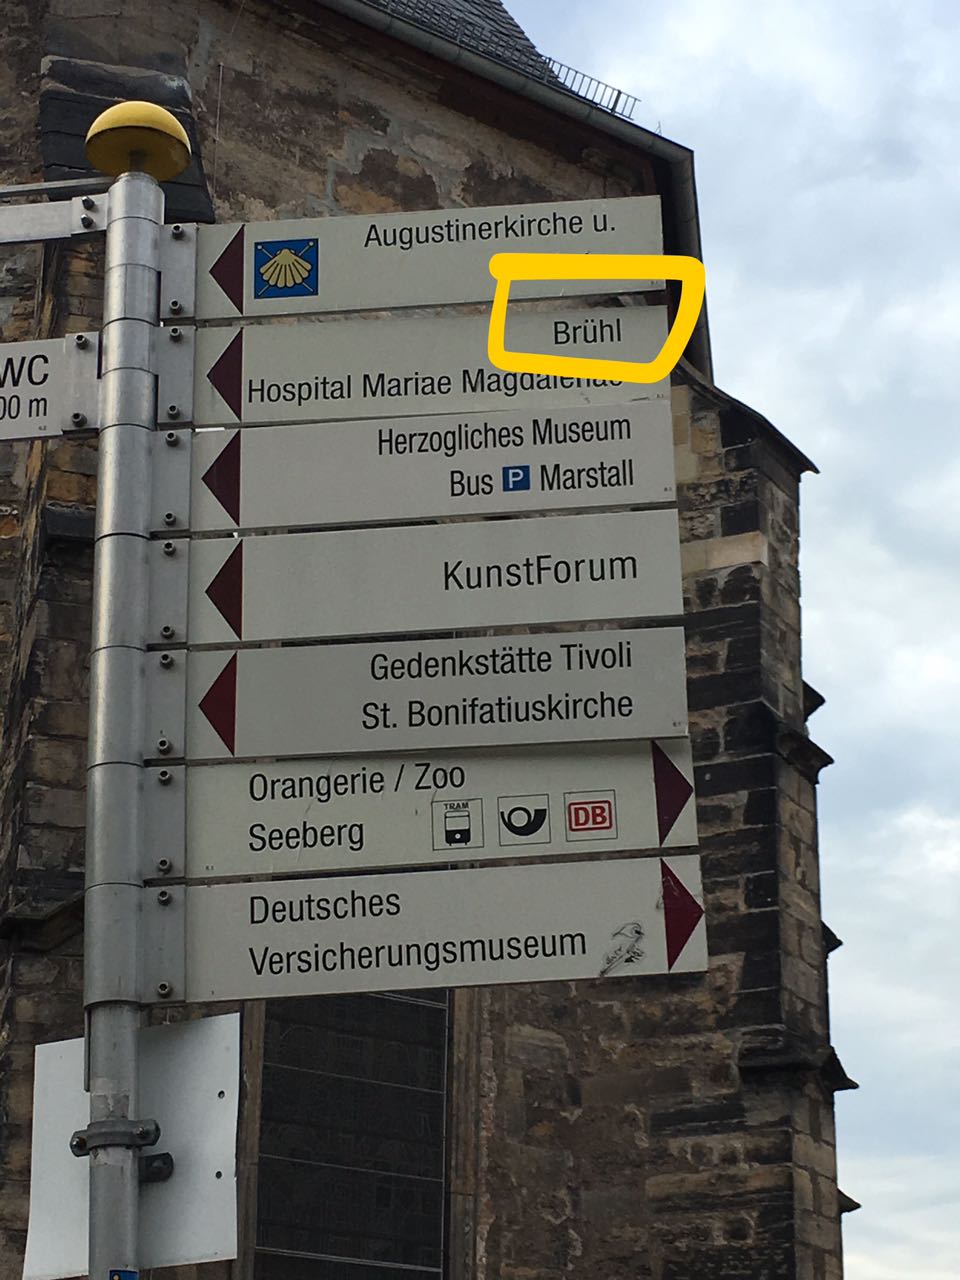 Augustinerkirche u.
Brühl
Hospital Mariae Magdalenae
WC
00 m
Herzogliches Museum
Bus P Marstall
KunstForum
Gedenkstätte Tivoli
St. Bonifatiuskirche
Orangerie / Zoo
Seeberg
TRAM
DB
Deutsches
Versicherungsmuseum